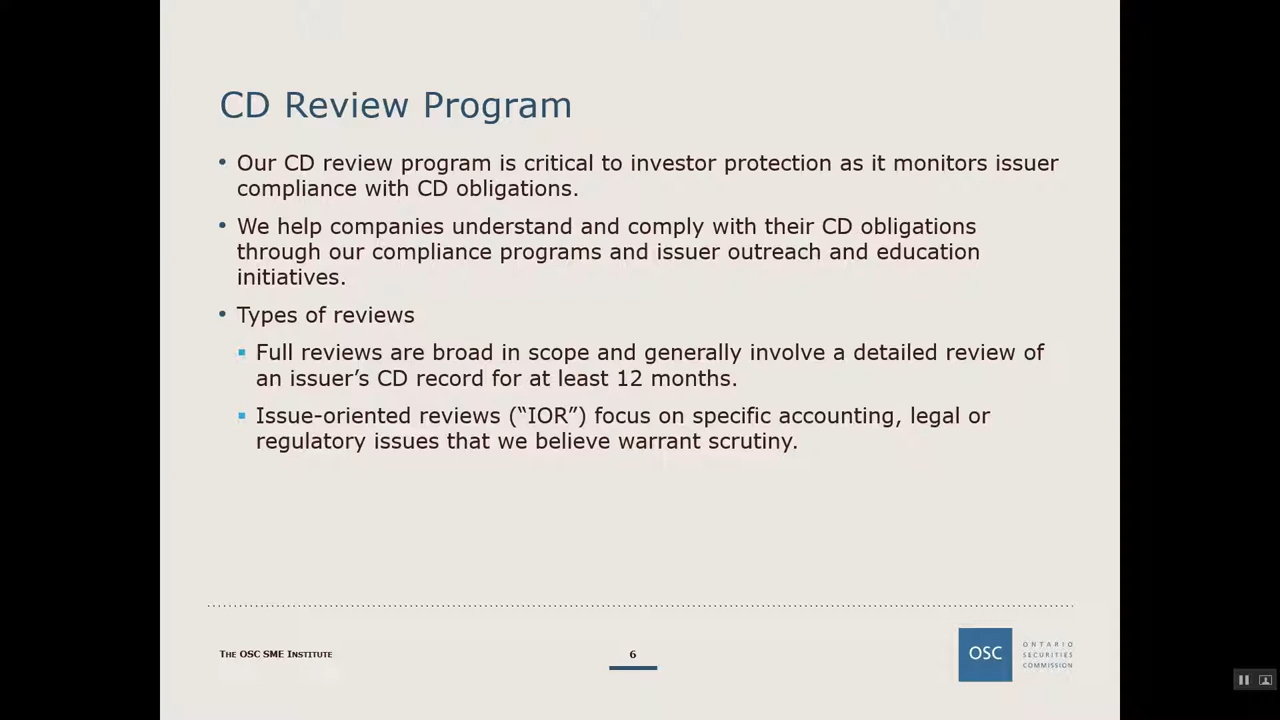 CD Review Program
• Our CD review program is critical to investor protection as it monitors issuer
compliance with CD obligations.
• We help companies understand and comply with their CD obligations
through our compliance programs and issuer outreach and education
initiatives.
• Types of reviews
▪ Full reviews are broad in scope and generally involve a detailed review of
an issuer’s CD record for at least 12 months.
▪ Issue-oriented reviews (“IOR”) focus on specific accounting, legal or
regulatory issues that we believe warrant scrutiny.
THE OSC SME INSTITUTE
6
OSC
ONTARIO
SECURITIES
COMMISSION